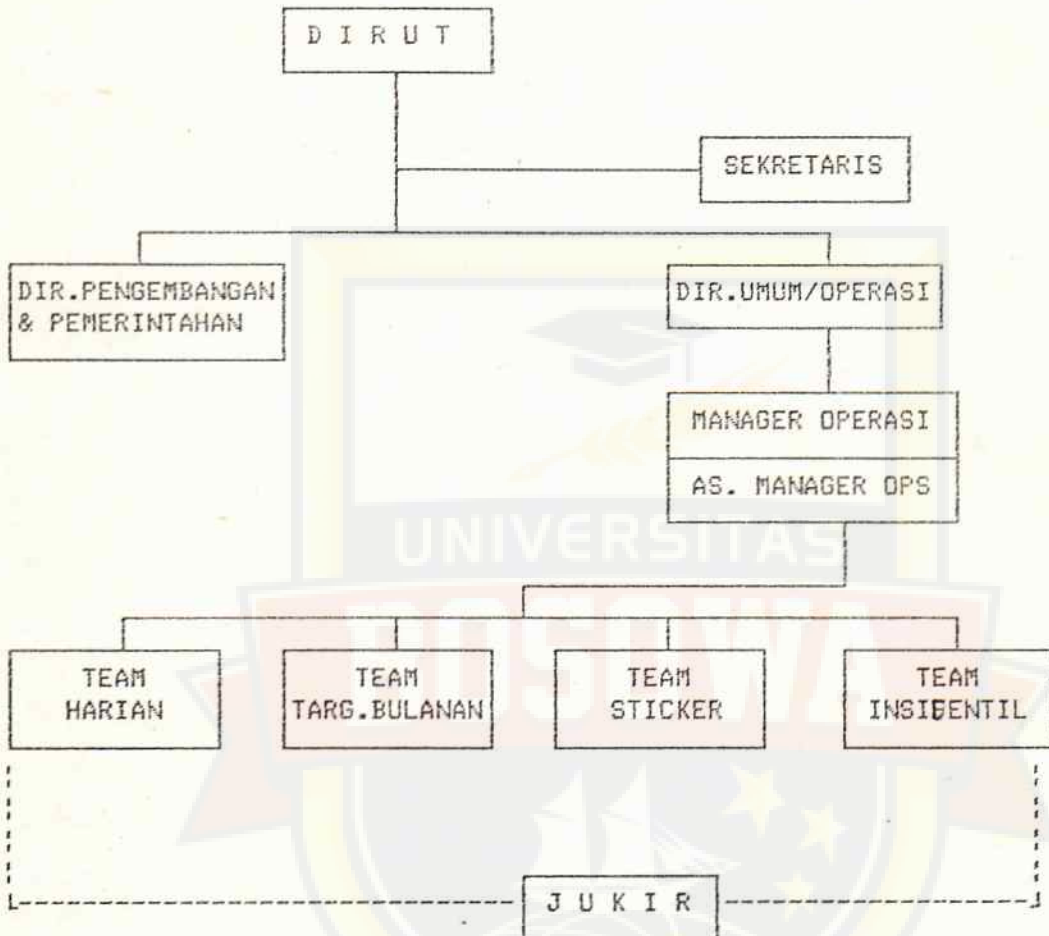 D I R U T
SEKRETARIS
DIR.PENGEMBANGAN
& PEMERINTAHAN
DIR.UMUM/OPERASI
MANAGER OPERASI
AS. MANAGER OPS
UNIVERSITAS
BOSOWA
TEAM
HARIAN
TEAM
TARG.BULANAN
TEAM
STICKER
TEAM
INSIDENTIL
J U K I R